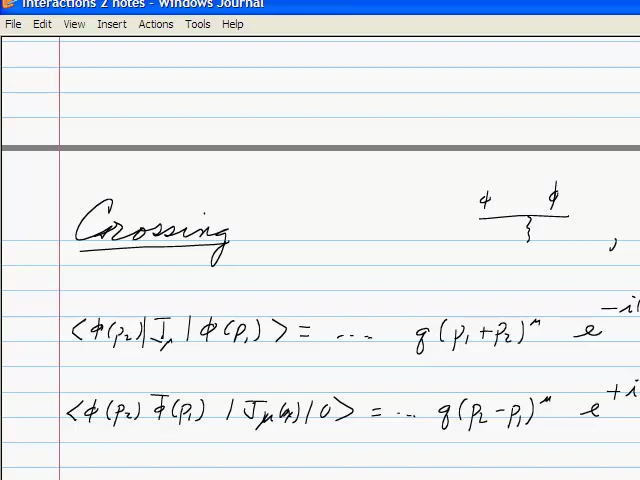 Interactions 2 notes - Windows Journal
File Edit View Insert Actions Tools Help
ϕ ϕ
Crossing ,
<ϕ(p₂)|J_μ|ϕ(p₁)> = ... q(p₁+p₂)^μ e^{-i(
<ϕ(p₂) ϕ̄(p₁) |J_μ(x)|0> = ... q(p₂-p₁)^μ e^{+i